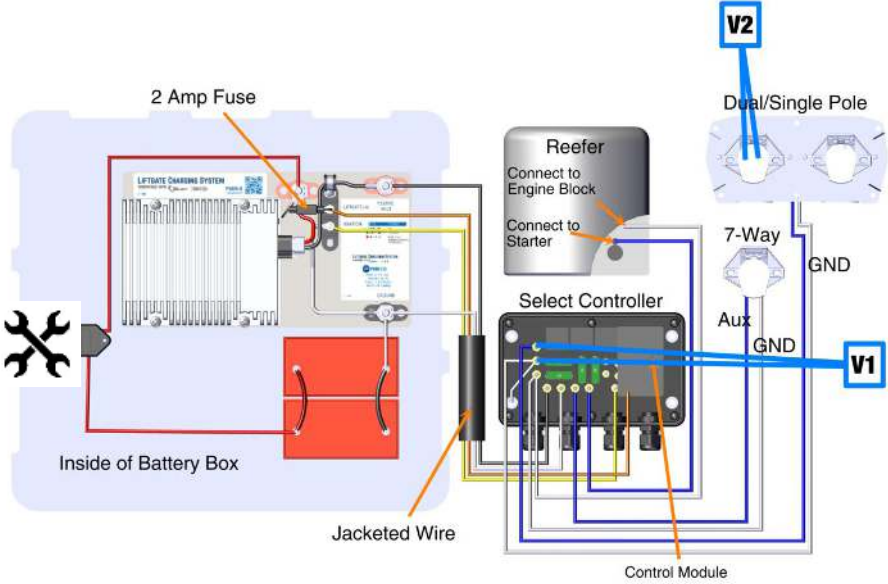 V2
2 Amp Fuse
Dual/Single Pole
Reefer
Connect to
Engine Block
Connect to
Starter
LIFTGATE CHARGING SYSTEM
7-Way
GND
Select Controller
Aux
GND
V1
GROUND
Inside of Battery Box
Jacketed Wire
Control Module